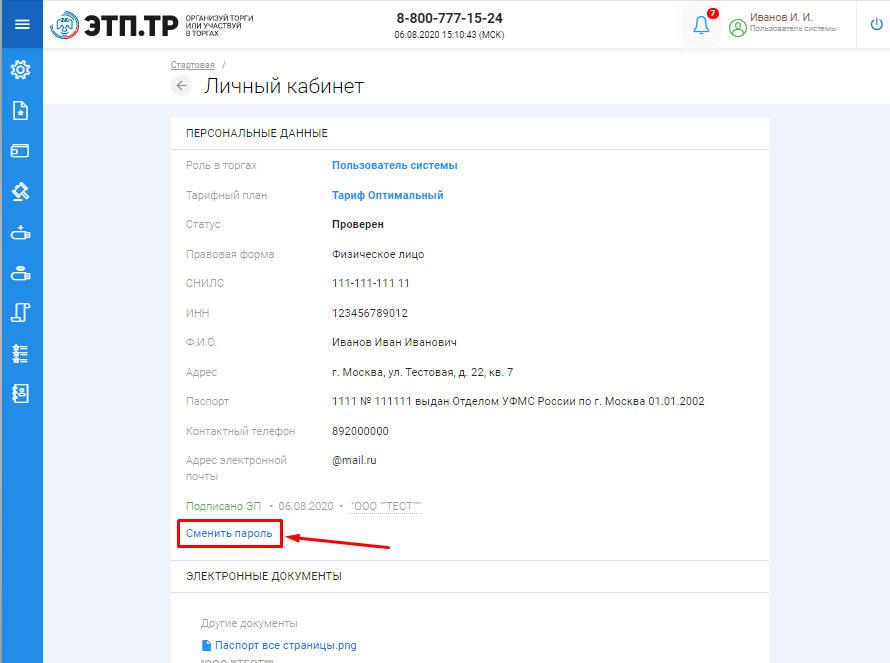 ЭТП.ТР
ОРГАНИЗУЙ ТОРГИ
ИЛИ УЧАСТВУЙ
В ТОРГАХ
8-800-777-15-24
06.08.2020 15:10:43 (МСК)
7
Иванов И. И.
Пользователь системы
Стартовая /
Личный кабинет
ПЕРСОНАЛЬНЫЕ ДАННЫЕ
Роль в торгах Пользователь системы
Тарифный план Тариф Оптимальный
Статус Проверен
Правовая форма Физическое лицо
СНИЛС 111-111-111 11
ИНН 123456789012
Ф.И.О. Иванов Иван Иванович
Адрес г. Москва, ул. Тестовая, д. 22, кв. 7
Паспорт 1111 № 111111 выдан Отделом УФМС России по г. Москва 01.01.2002
Контактный телефон 892000000
Адрес электронной @mail.ru
почты
Подписано ЭП • 06.08.2020 • "ООО ""ТЕСТ"""
Сменить пароль
ЭЛЕКТРОННЫЕ ДОКУМЕНТЫ
Другие документы
Паспорт все страницы.png
"ООО ""ТЕСТ"""